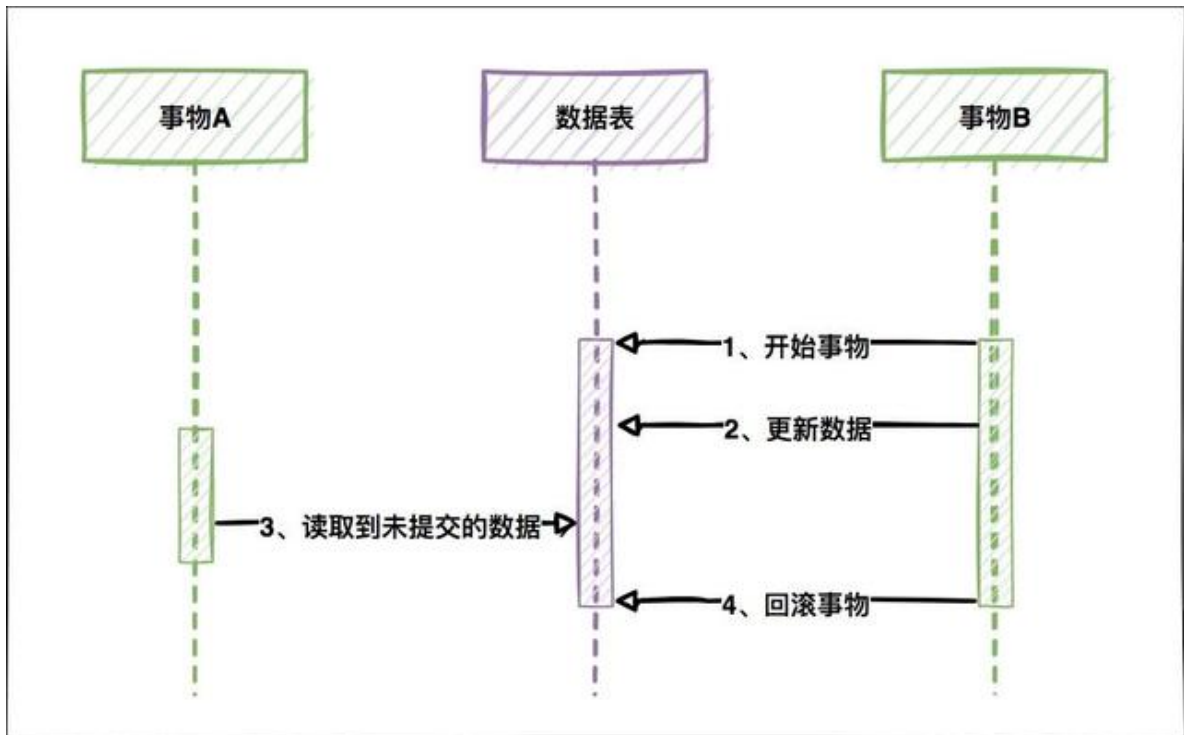 事物A
数据表
事物B
1、开始事物
2、更新数据
3、读取到未提交的数据
4、回滚事物